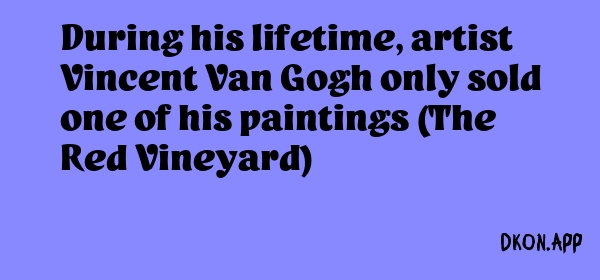 During his lifetime, artist
Vincent Van Gogh only sold
one of his paintings (The
Red Vineyard)
DKON.APP